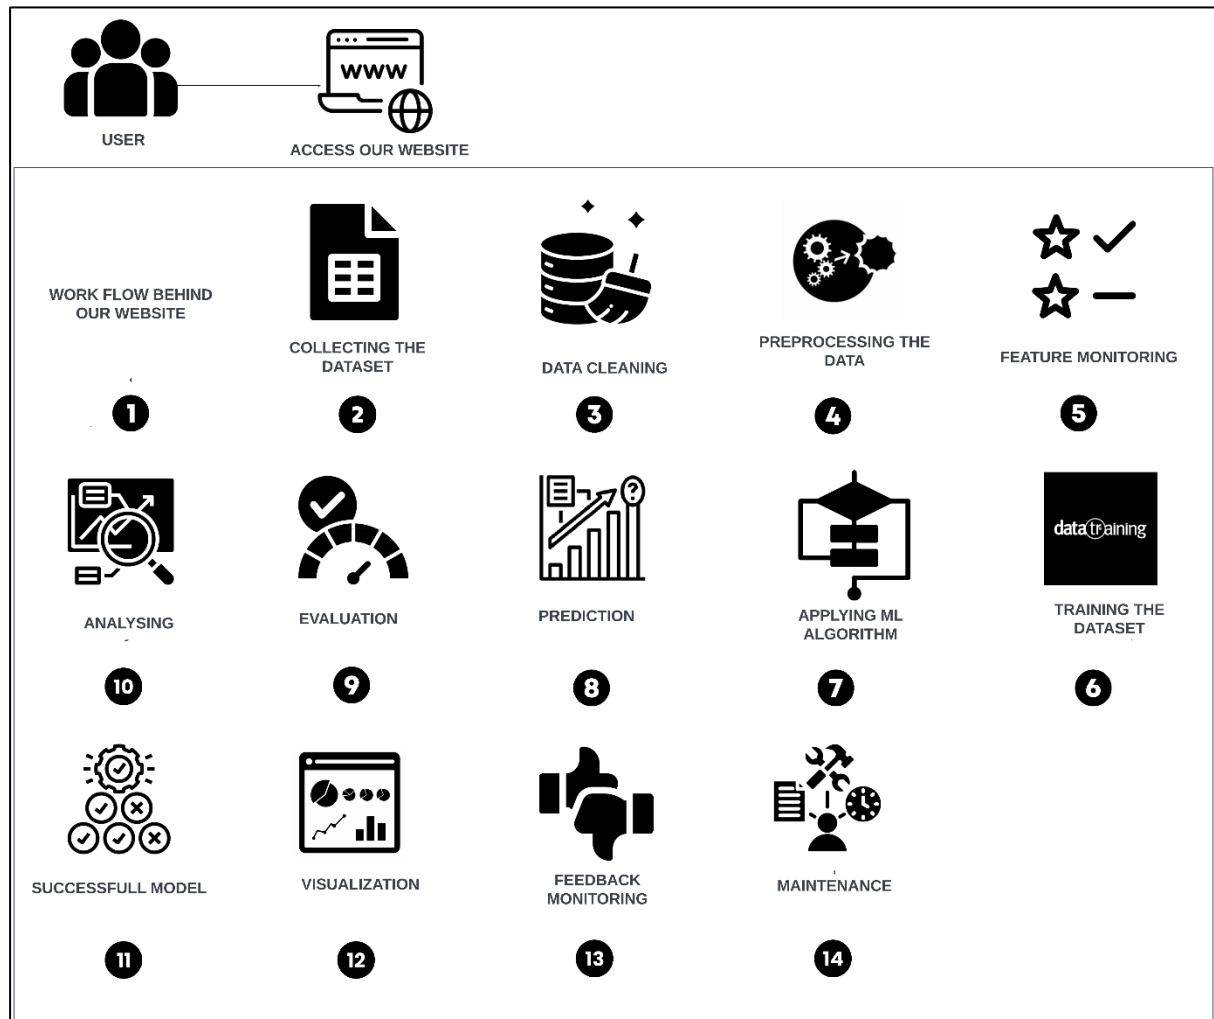 WWW
USER
ACCESS OUR WEBSITE
WORK FLOW BEHIND
OUR WEBSITE
COLLECTING THE
DATASET
DATA CLEANING
PREPROCESSING THE
DATA
FEATURE MONITORING
1
2
3
4
5
?
datatraining
ANALYSING
EVALUATION
PREDICTION
APPLYING ML
ALGORITHM
TRAINING THE
DATASET
10
9
8
7
6
SUCCESSFULL MODEL
VISUALIZATION
FEEDBACK
MONITORING
MAINTENANCE
11
12
13
14